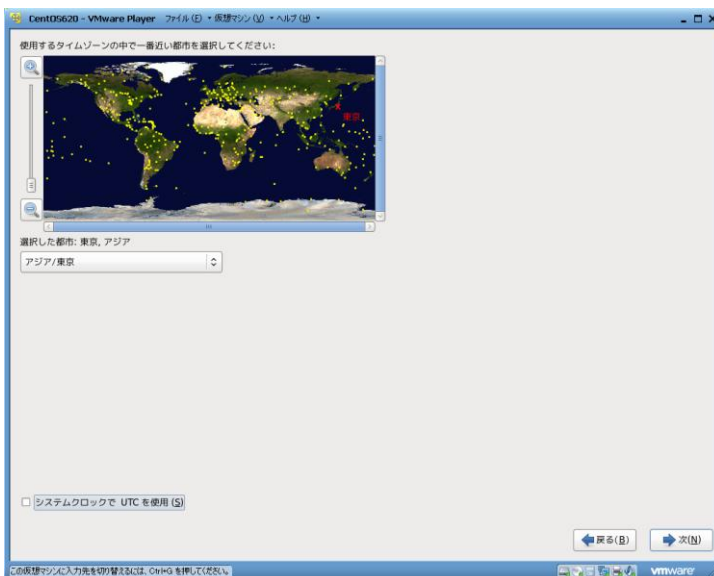 CentOS620 - VMware Player ファイル(F) ▾ 仮想マシン(V) ▾ ヘルプ(H) ▾
使用するタイムゾーンの中で一番近い都市を選択してください:
東京
選択した都市: 東京, アジア
アジア/東京
システムクロックで UTC を使用(S)
戻る(B)
次(N)
この仮想マシンに入力先を切り替えるには、Ctrl+G を押してください。
vmware